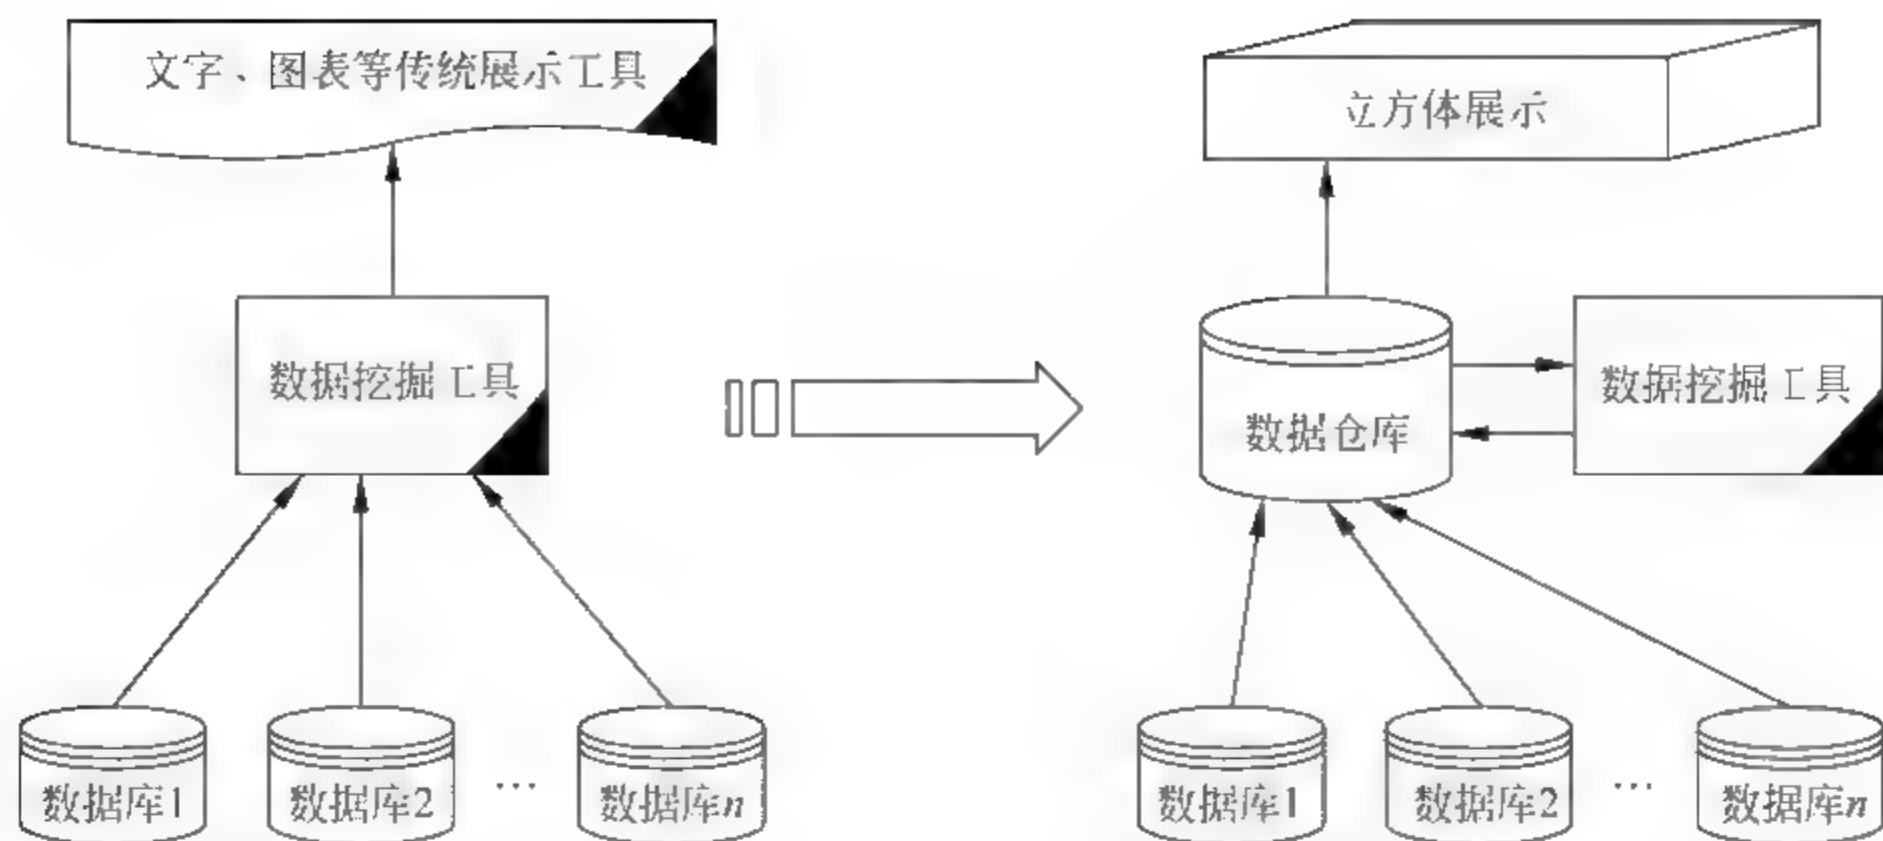 文字、图表等传统展示工具
立方体展示
数据挖掘工具
数据仓库
数据挖掘工具
数据库1
数据库2
…
数据库n
数据库1
数据库2
…
数据库n